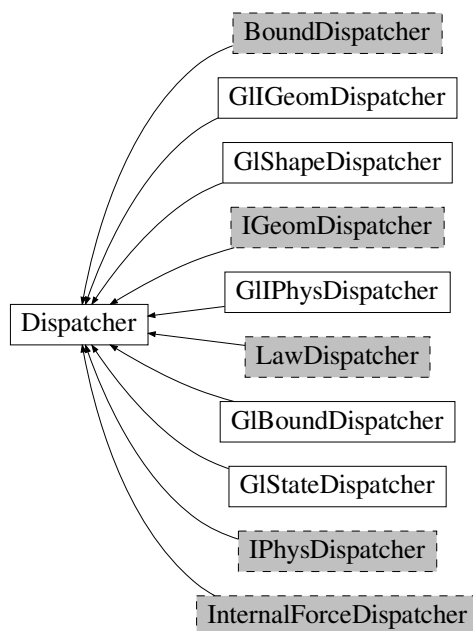 BoundDispatcher
GlIGeomDispatcher
GlShapeDispatcher
IGeomDispatcher
GlIPhysDispatcher
Dispatcher
LawDispatcher
GlBoundDispatcher
GlStateDispatcher
IPhysDispatcher
InternalForceDispatcher